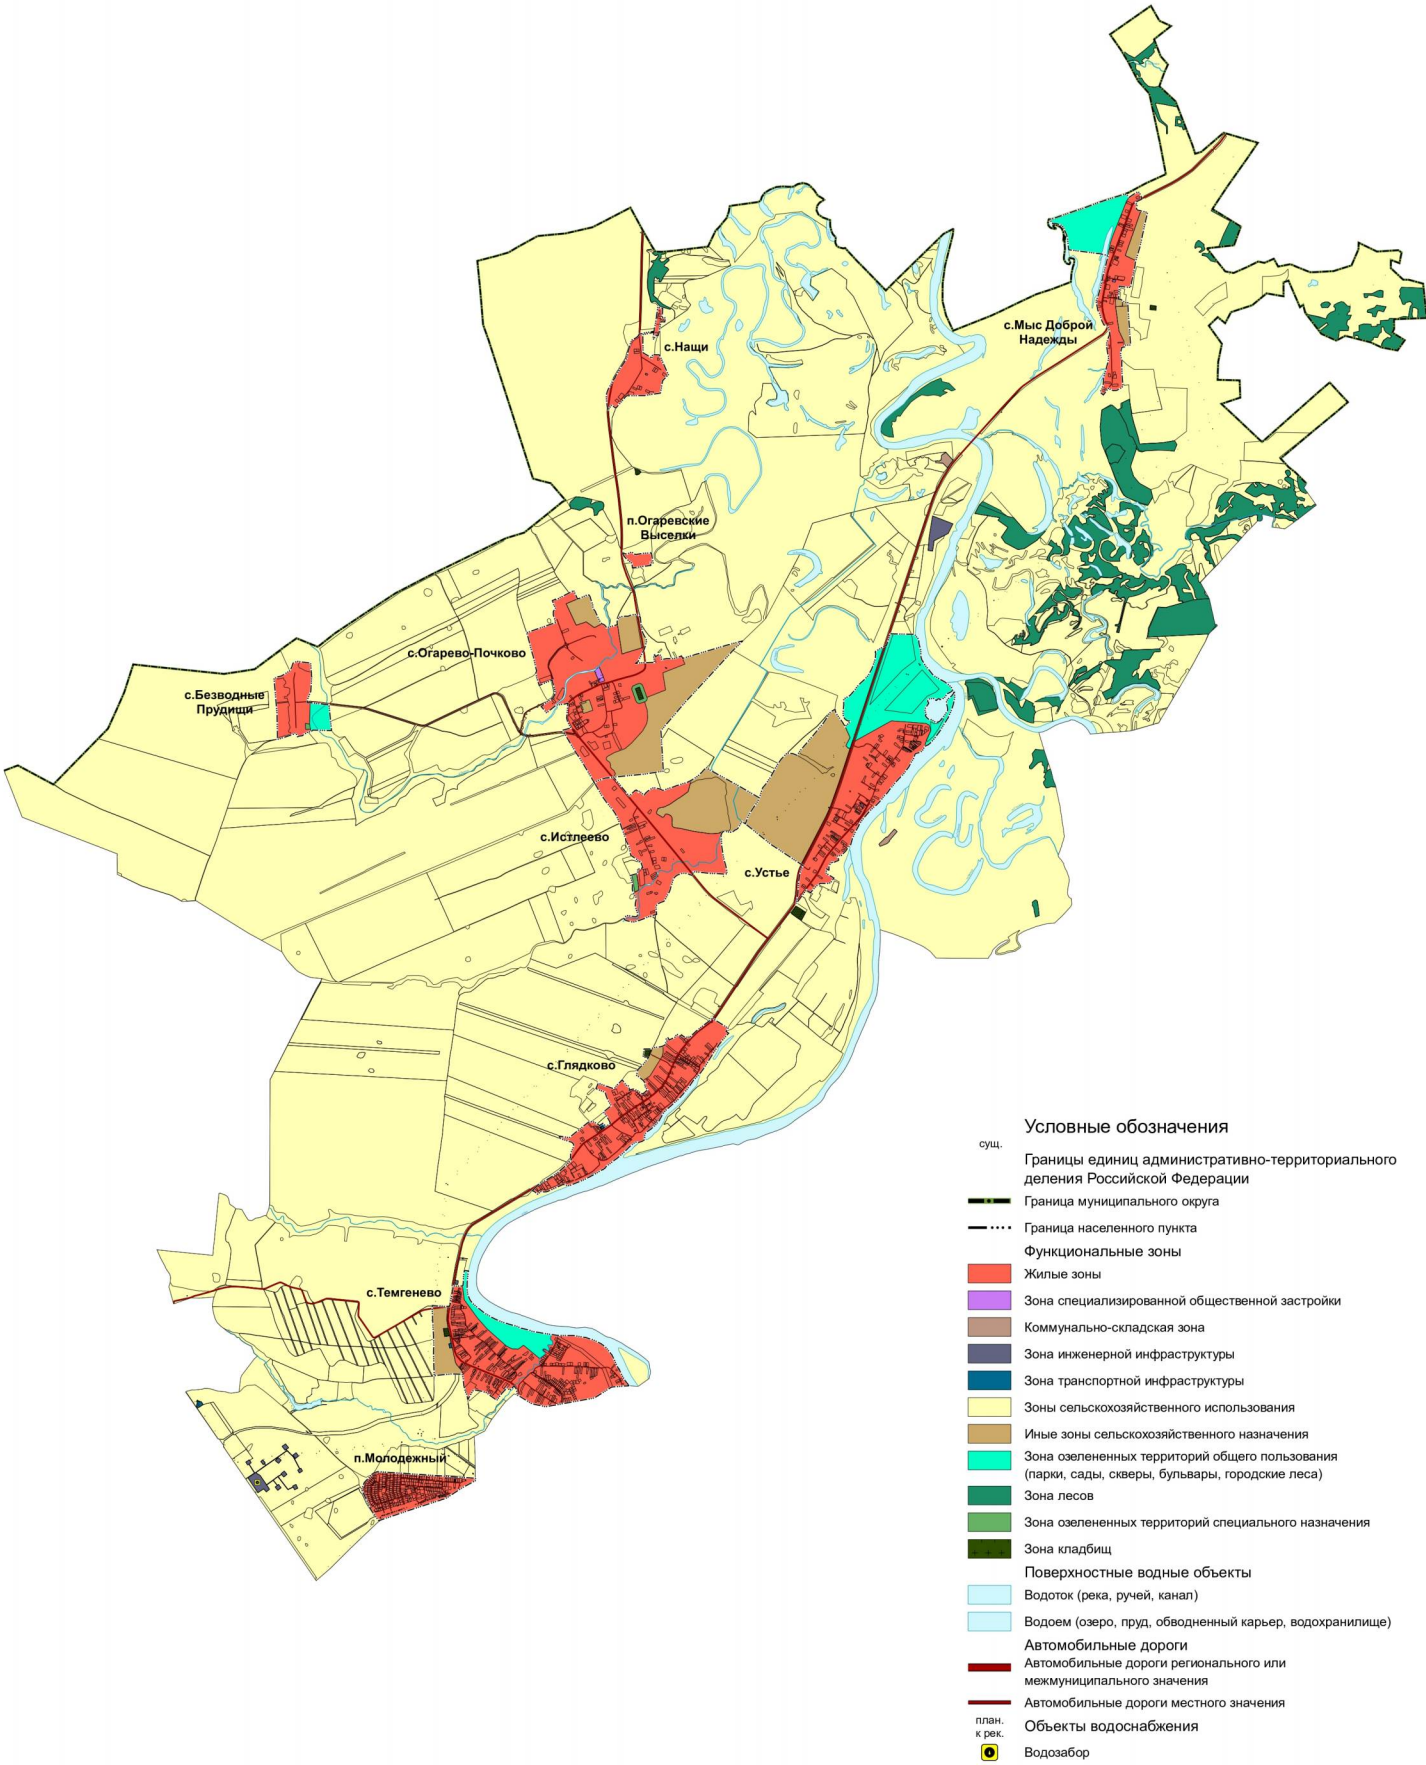 с.Мыс Доброй
Надежды
с.Нащи
п.Огаревские
Выселки
с.Огарево-Почково
с.Безводные
Прудищи
с.Истлеево
с.Устье
с.Глядково
с.Темгенево
п.Молодежный
Условные обозначения
сущ.
Границы единиц административно-территориального
деления Российской Федерации
Граница муниципального округа
Граница населенного пункта
Функциональные зоны
Жилые зоны
Зона специализированной общественной застройки
Коммунально-складская зона
Зона инженерной инфраструктуры
Зона транспортной инфраструктуры
Зоны сельскохозяйственного использования
Иные зоны сельскохозяйственного назначения
Зона озелененных территорий общего пользования
(парки, сады, скверы, бульвары, городские леса)
Зона лесов
Зона озелененных территорий специального назначения
Зона кладбищ
Поверхностные водные объекты
Водоток (река, ручей, канал)
Водоем (озеро, пруд, обводненный карьер, водохранилище)
Автомобильные дороги
Автомобильные дороги регионального или
межмуниципального значения
Автомобильные дороги местного значения
план.
к рек.
Объекты водоснабжения
Водозабор